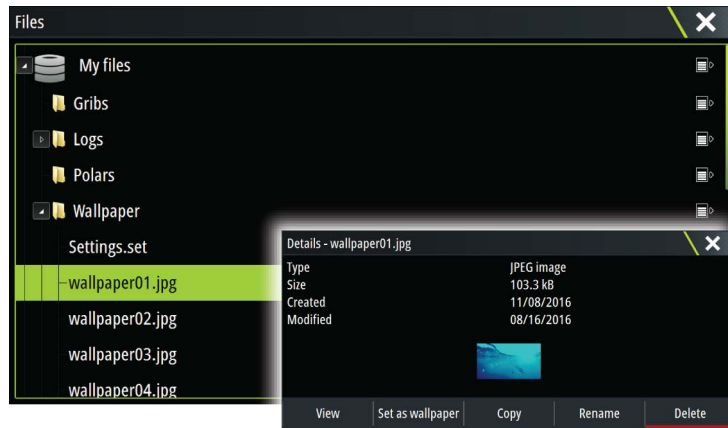 Files
My files
Gribs
Logs
Polars
Wallpaper
Settings.set
wallpaper01.jpg
wallpaper02.jpg
wallpaper03.jpg
wallpaper04.jpg
Details - wallpaper01.jpg
Type JPEG image
Size 103.3 kB
Created 11/08/2016
Modified 08/16/2016
View Set as wallpaper Copy Rename Delete